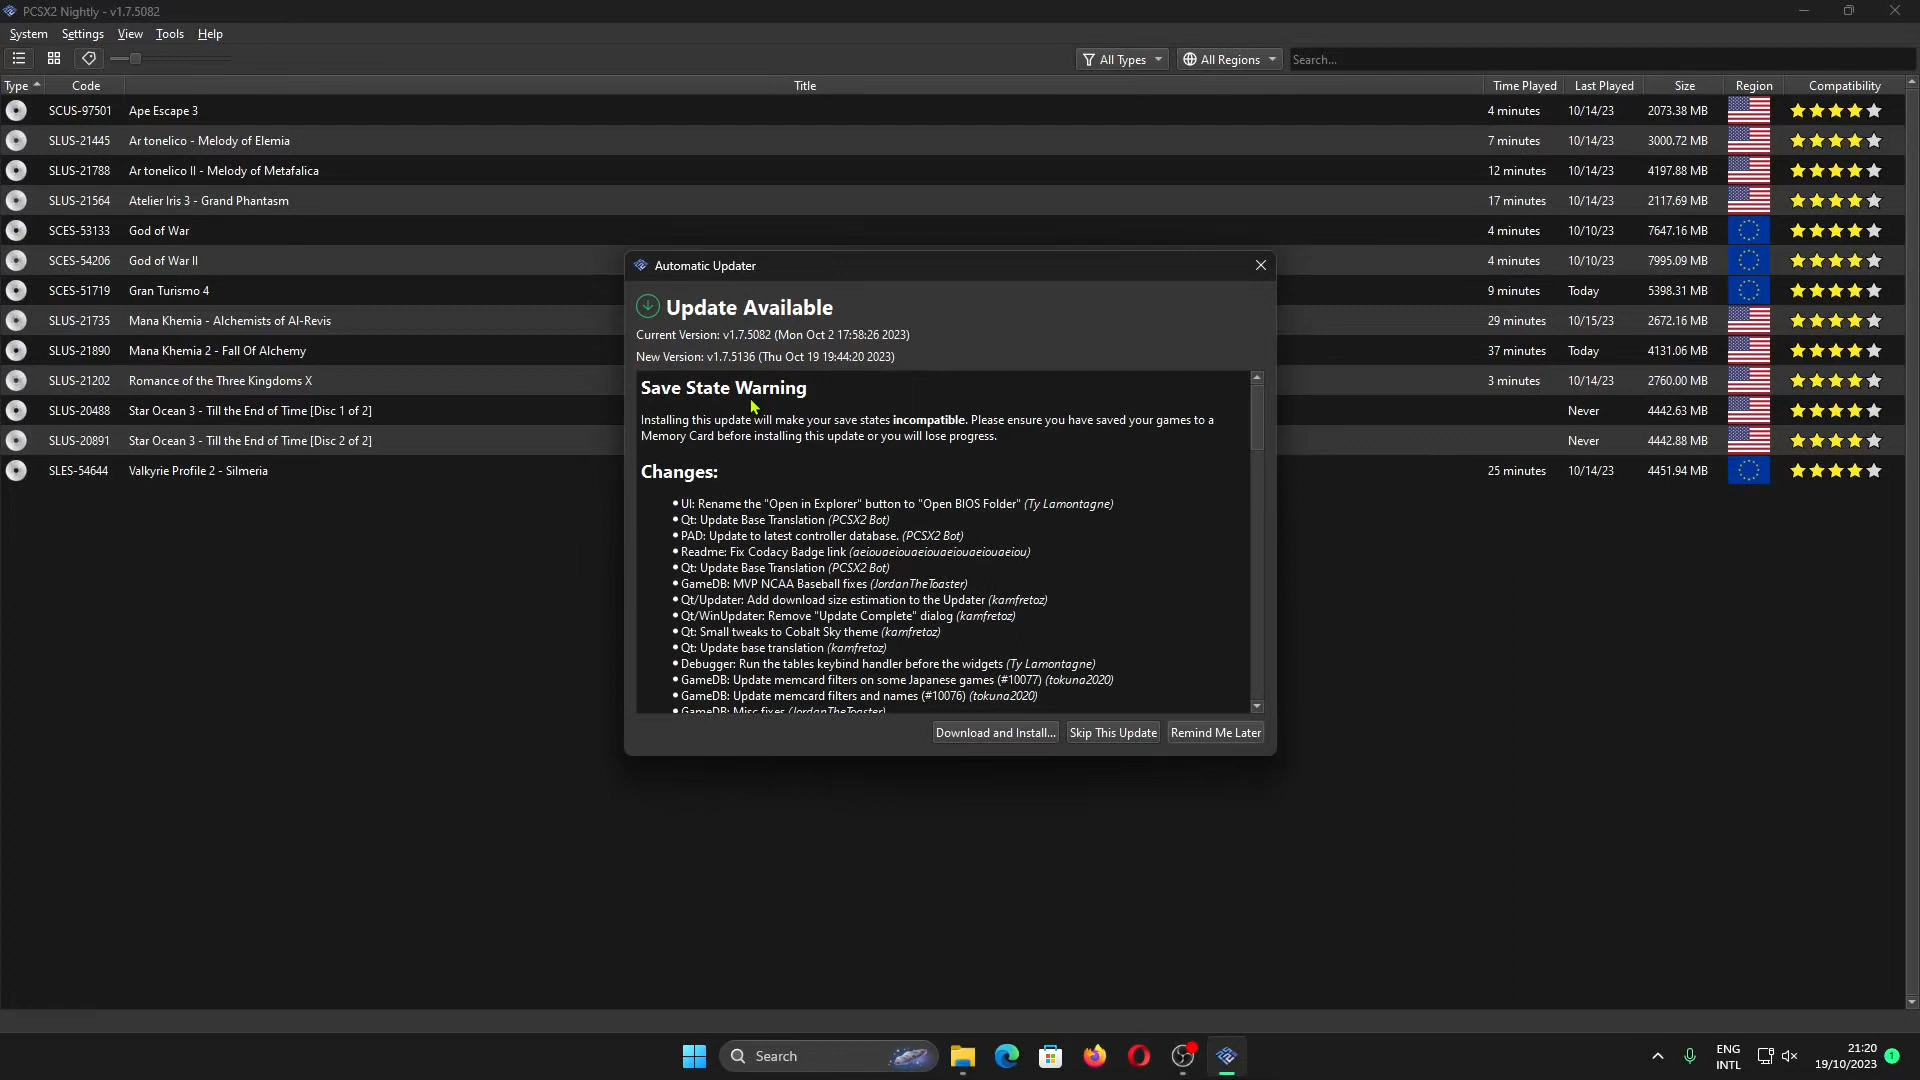 PCSX2 Nightly - v1.7.5082
System Settings View Tools Help
All Types All Regions Search...
Type Code Title Time Played Last Played Size Region Compatibility
SCUS-97501 Ape Escape 3 4 minutes 10/14/23 2073.38 MB
SLUS-21445 Ar tonelico - Melody of Elemia 7 minutes 10/14/23 3000.72 MB
SLUS-21788 Ar tonelico II - Melody of Metafalica 12 minutes 10/14/23 4197.88 MB
SLUS-21564 Atelier Iris 3 - Grand Phantasm 17 minutes 10/14/23 2117.69 MB
SCES-53133 God of War 4 minutes 10/10/23 7647.16 MB
SCES-54206 God of War II 4 minutes 10/10/23 7995.09 MB
SCES-51719 Gran Turismo 4 9 minutes Today 5398.31 MB
SLUS-21735 Mana Khemia - Alchemists of Al-Revis 29 minutes 10/15/23 2672.16 MB
SLUS-21890 Mana Khemia 2 - Fall Of Alchemy 37 minutes Today 4131.06 MB
SLUS-21202 Romance of the Three Kingdoms X 3 minutes 10/14/23 2760.00 MB
SLUS-20488 Star Ocean 3 - Till the End of Time [Disc 1 of 2] Never 4442.63 MB
SLUS-20891 Star Ocean 3 - Till the End of Time [Disc 2 of 2] Never 4442.88 MB
SLES-54644 Valkyrie Profile 2 - Silmeria 25 minutes 10/14/23 4451.94 MB
Automatic Updater
Update Available
Current Version: v1.7.5082 (Mon Oct 2 17:58:26 2023)
New Version: v1.7.5136 (Thu Oct 19 19:44:20 2023)
Save State Warning
Installing this update will make your save states incompatible. Please ensure you have saved your games to a
Memory Card before installing this update or you will lose progress.
Changes:
• UI: Rename the "Open in Explorer" button to "Open BIOS Folder" (Ty Lamontagne)
• Qt: Update Base Translation (PCSX2 Bot)
• PAD: Update to latest controller database. (PCSX2 Bot)
• Readme: Fix Codacy Badge link (aeiouaeiouaeiouaeiouaeiouaeiou)
• Qt: Update Base Translation (PCSX2 Bot)
• GameDB: MVP NCAA Baseball fixes (JordanTheToaster)
• Qt/Updater: Add download size estimation to the Updater (kamfretoz)
• Qt/WinUpdater: Remove "Update Complete" dialog (kamfretoz)
• Qt: Small tweaks to Cobalt Sky theme (kamfretoz)
• Qt: Update base translation (kamfretoz)
• Debugger: Run the tables keybind handler before the widgets (Ty Lamontagne)
• GameDB: Update memcard filters on some Japanese games (#10077) (tokuna2020)
• GameDB: Update memcard filters and names (#10076) (tokuna2020)
• GameDB: Misc fixes (JordanTheToaster)
Download and Install... Skip This Update Remind Me Later
Search
ENG
INTL
21:20
19/10/2023
1